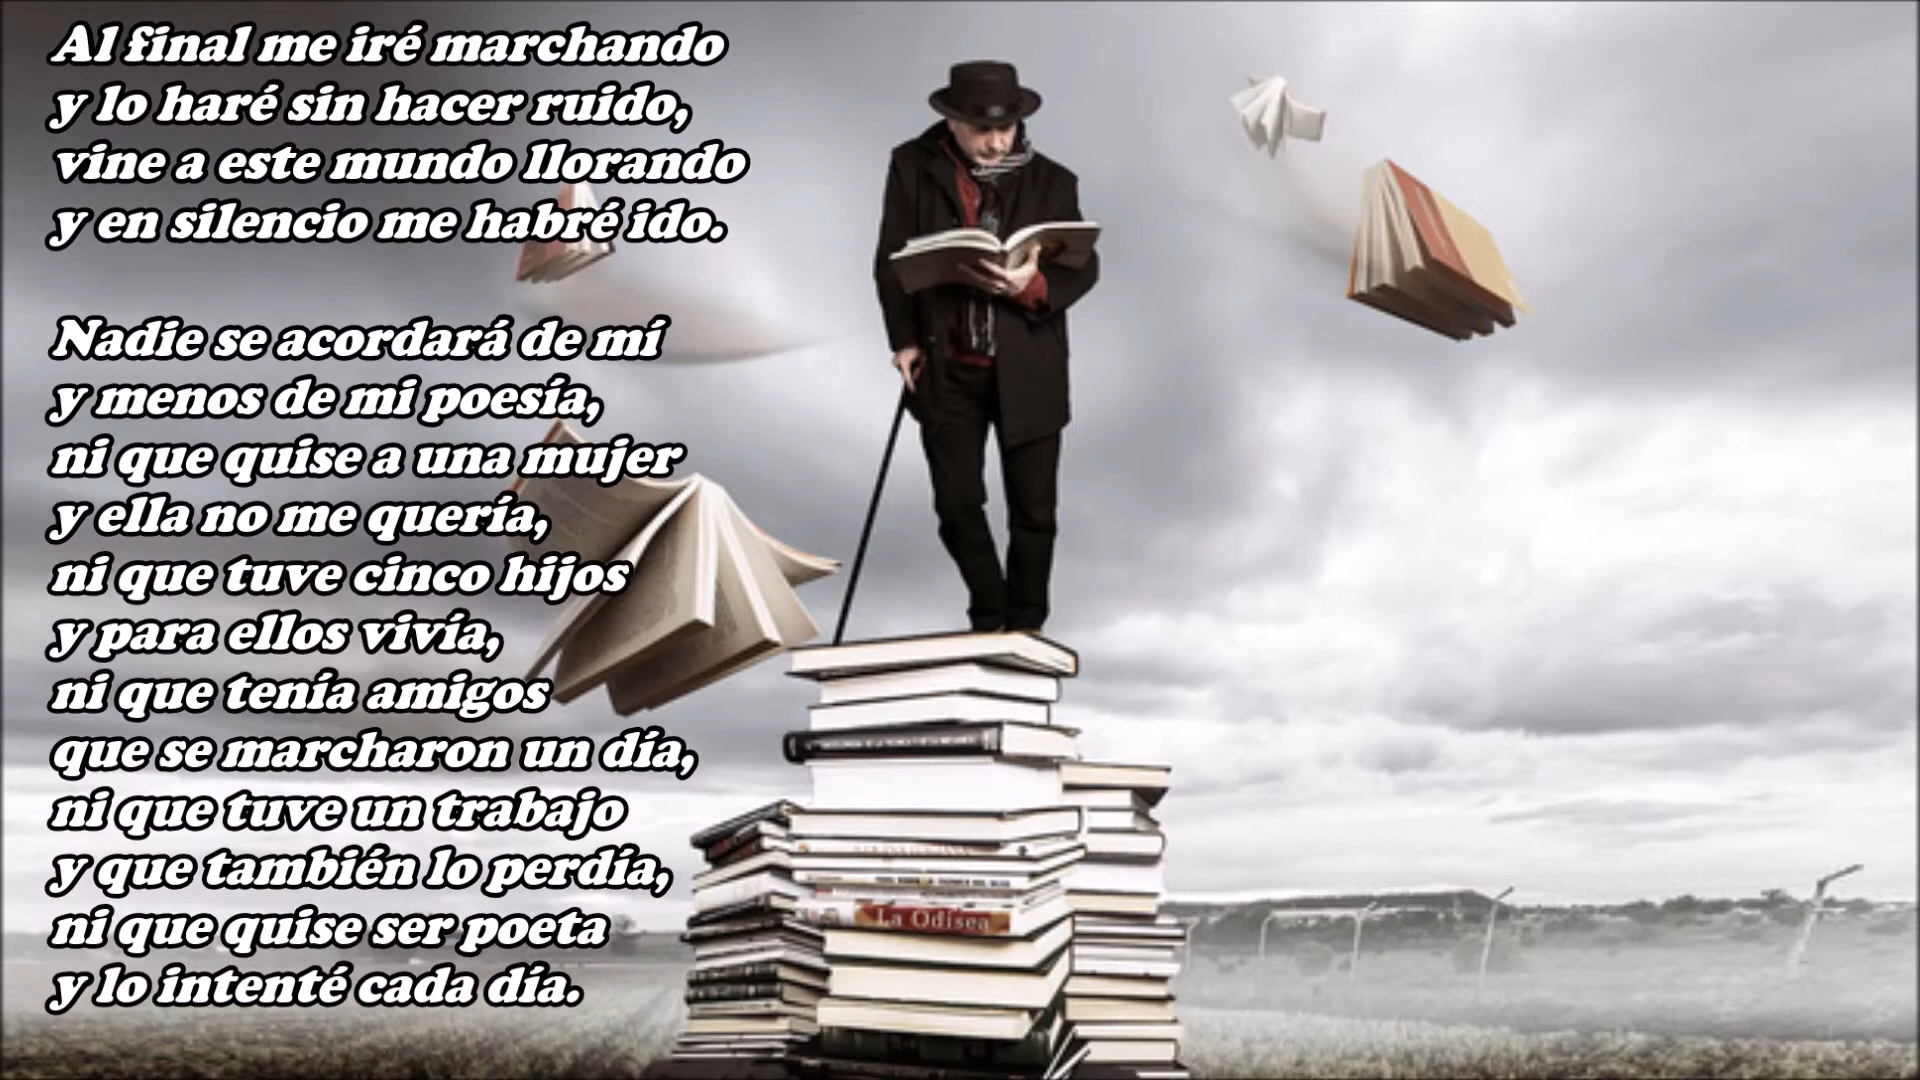 Al final me iré marchando
y lo haré sin hacer ruido,
vine a este mundo llorando
y en silencio me habré ido.
Nadie se acordará de mí
y menos de mi poesía,
ni que quise a una mujer
y ella no me quería,
ni que tuve cinco hijos
y para ellos vivía,
ni que tenía amigos
que se marcharon un día,
ni que tuve un trabajo
y que también lo perdía,
ni que quise ser poeta
y lo intenté cada día.
La Odisea